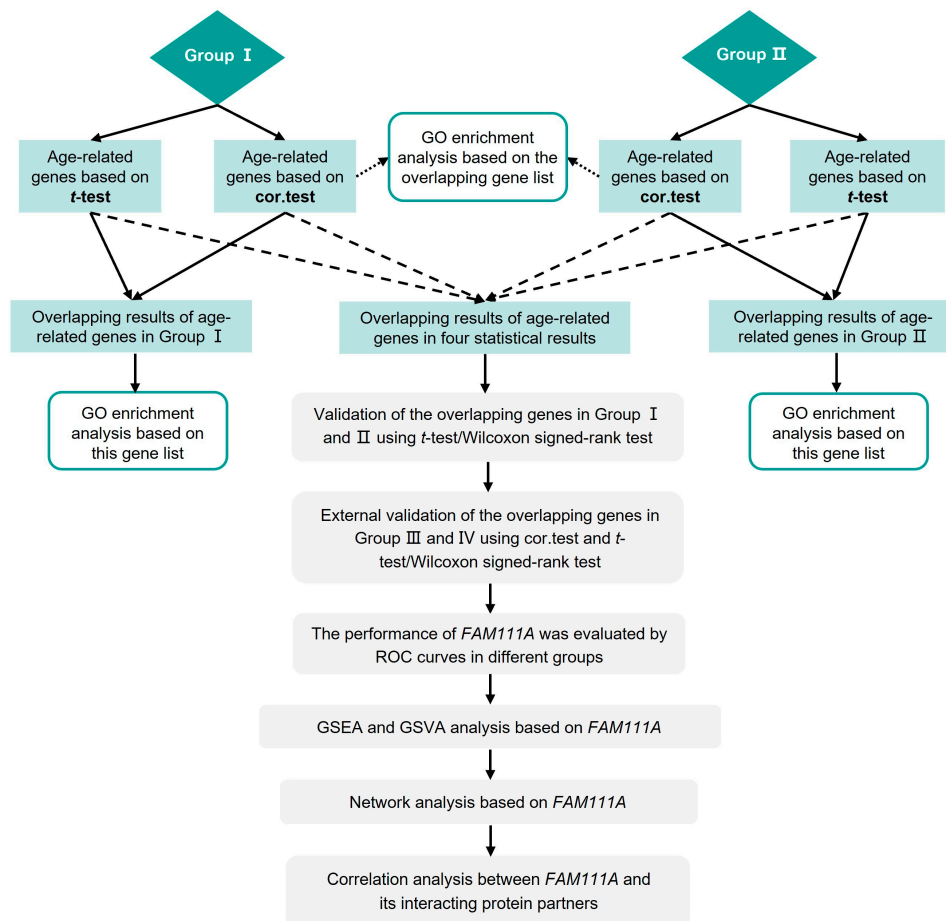 Group Ⅰ
Group Ⅱ
Age-related
genes based on
t-test
Age-related
genes based on
cor.test
GO enrichment
analysis based on the
overlapping gene list
Age-related
genes based on
cor.test
Age-related
genes based on
t-test
Overlapping results of age-
related genes in Group Ⅰ
Overlapping results of age-related
genes in four statistical results
Overlapping results of
age-related genes in Group Ⅱ
GO enrichment
analysis based on
this gene list
GO enrichment
analysis based on
this gene list
Validation of the overlapping genes in Group Ⅰ
and Ⅱ using t-test/Wilcoxon signed-rank test
External validation of the overlapping genes in
Group Ⅲ and Ⅳ using cor.test and t-
test/Wilcoxon signed-rank test
The performance of FAM111A was evaluated by
ROC curves in different groups
GSEA and GSVA analysis based on FAM111A
Network analysis based on FAM111A
Correlation analysis between FAM111A and
its interacting protein partners